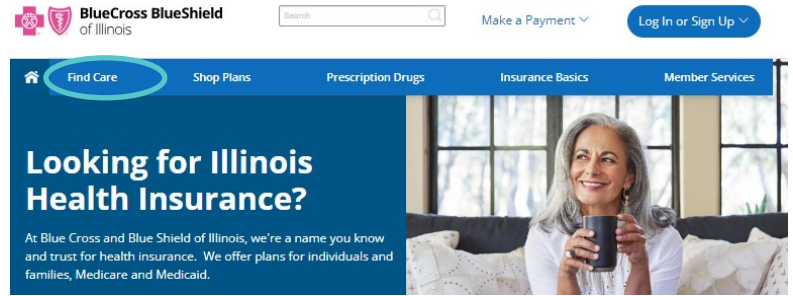 BlueCross BlueShield
of Illinois
Search
Make a Payment
Log In or Sign Up
Find Care
Shop Plans
Prescription Drugs
Insurance Basics
Member Services
Looking for Illinois
Health Insurance?
At Blue Cross and Blue Shield of Illinois, we're a name you know
and trust for health insurance. We offer plans for individuals and
families, Medicare and Medicaid.